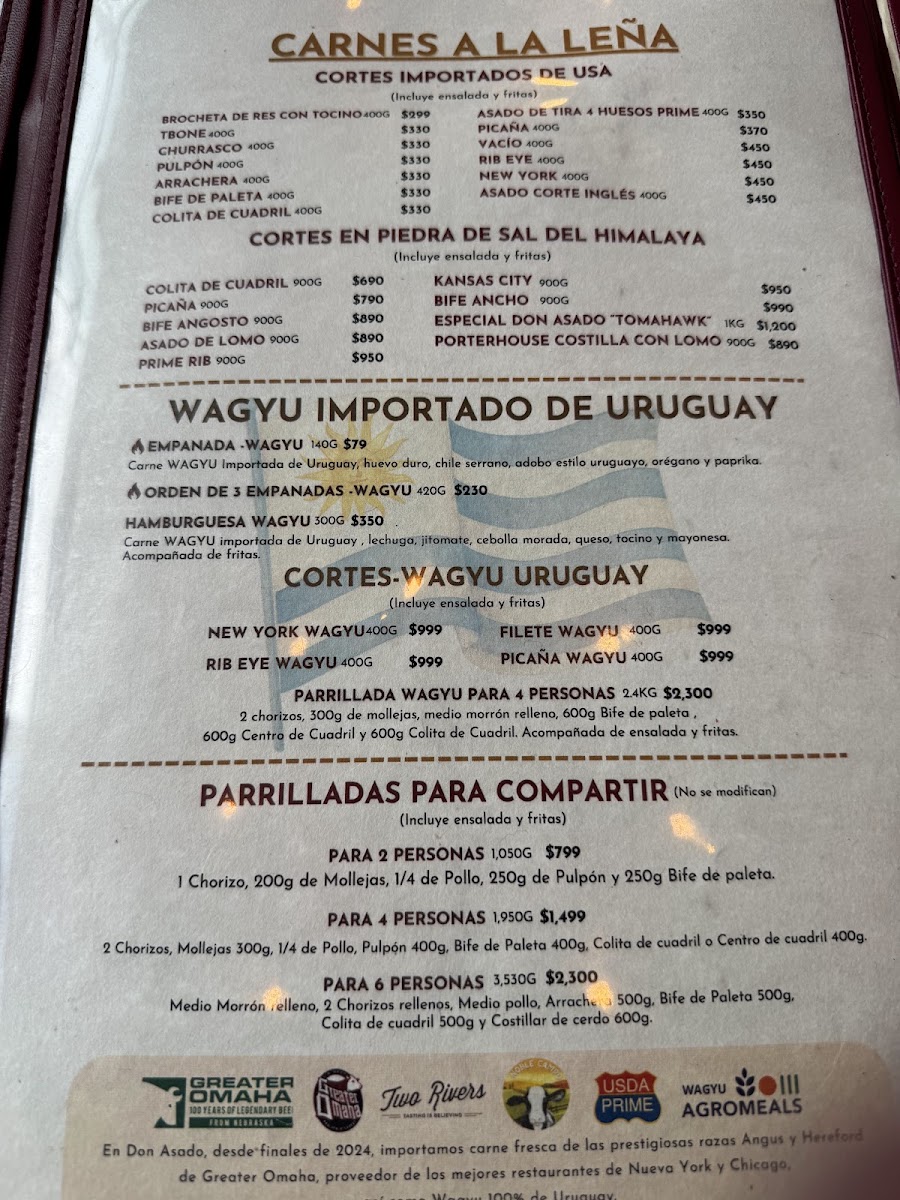 CARNES A LA LEÑA
CORTES IMPORTADOS DE USA
(Incluye ensalada y fritas)
BROCHETA DE RES CON TOCINO 400G $299
TBONE 400G $330
CHURRASCO 400G $330
PULPÓN 400G $330
ARRACHERA 400G $330
BIFE DE PALETA 400G $330
COLITA DE CUADRIL 400G $330
ASADO DE TIRA 4 HUESOS PRIME 400G $350
PICAÑA 400G $370
VACÍO 400G $450
RIB EYE 400G $450
NEW YORK 400G $450
ASADO CORTE INGLÉS 400G $450
CORTES EN PIEDRA DE SAL DEL HIMALAYA
(Incluye ensalada y fritas)
COLITA DE CUADRIL 900G $690
PICAÑA 900G $790
BIFE ANGOSTO 900G $890
ASADO DE LOMO 900G $890
PRIME RIB 900G $950
KANSAS CITY 900G $950
BIFE ANCHO 900G $990
ESPECIAL DON ASADO "TOMAHAWK" 1KG $1,200
PORTERHOUSE COSTILLA CON LOMO 900G $890
WAGYU IMPORTADO DE URUGUAY
EMPANADA -WAGYU 140G $79
Carne WAGYU Importada de Uruguay, huevo duro, chile serrano, adobo estilo uruguayo, orégano y paprika.
ORDEN DE 3 EMPANADAS -WAGYU 420G $230
HAMBURGUESA WAGYU 300G $350 .
Carne WAGYU importada de Uruguay , lechuga, jitomate, cebolla morada, queso, tocino y mayonesa.
Acompañada de fritas.
CORTES-WAGYU URUGUAY
(Incluye ensalada y fritas)
NEW YORK WAGYU 400G $999
RIB EYE WAGYU 400G $999
FILETE WAGYU 400G $999
PICAÑA WAGYU 400G $999
PARRILLADA WAGYU PARA 4 PERSONAS 2.4KG $2,300
2 chorizos, 300g de mollejas, medio morrón relleno, 600g Bife de paleta ,
600g Centro de Cuadril y 600g Colita de Cuadril. Acompañada de ensalada y fritas.
PARRILLADAS PARA COMPARTIR (No se modifican)
(Incluye ensalada y fritas)
PARA 2 PERSONAS 1,050G $799
1 Chorizo, 200g de Mollejas, 1/4 de Pollo, 250g de Pulpón y 250g Bife de paleta.
PARA 4 PERSONAS 1,950G $1,499
2 Chorizos, Mollejas 300g, 1/4 de Pollo, Pulpón 400g, Bife de Paleta 400g, Colita de cuadril o Centro de cuadril 400g.
PARA 6 PERSONAS 3,530G $2,300
Medio Morrón relleno, 2 Chorizos rellenos, Medio pollo, Arrachera 500g, Bife de Paleta 500g,
Colita de cuadril 500g y Costillar de cerdo 600g.
GREATER
OMAHA
100 YEARS OF LEGENDARY BEEF
FROM NEBRASKA
Greater
Omaha
Two Rivers
TASTING IS BELIEVING
USDA
PRIME
WAGYU
AGROMEALS
En Don Asado, desde finales de 2024, importamos carne fresca de las prestigiosas razas Angus y Hereford
de Greater Omaha, proveedor de los mejores restaurantes de Nueva York y Chicago,
Wagyu 100% de Uruguay.